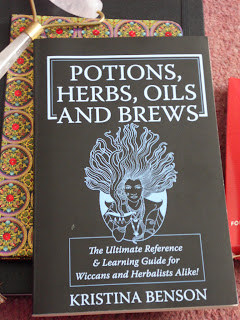 POTIONS,
HERBS, OILS
AND BREWS
The Ultimate Reference
& Learning Guide for
Wiccans and Herbalists Alike!
KRISTINA BENSON